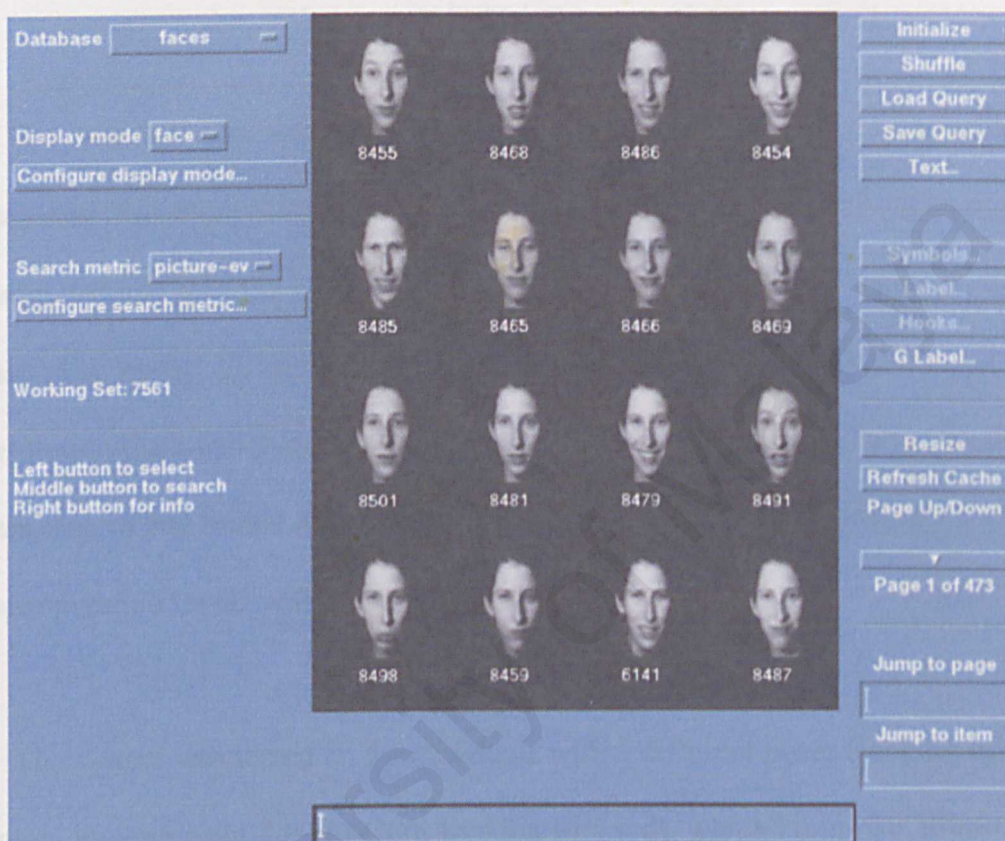 Database faces
Display mode face
Configure display mode...
Search metric picture-ev
Configure search metric...
Working Set: 7561
Left button to select
Middle button to search
Right button for info
8455 8468 8486 8454
8485 8465 8466 8469
8501 8481 8479 8491
8498 8459 6141 8487
Initialize
Shuffle
Load Query
Save Query
Text...
Symbols...
Label...
Hooks...
G Label...
Resize
Refresh Cache
Page Up/Down
Page 1 of 473
Jump to page
Jump to item
University of Malaya